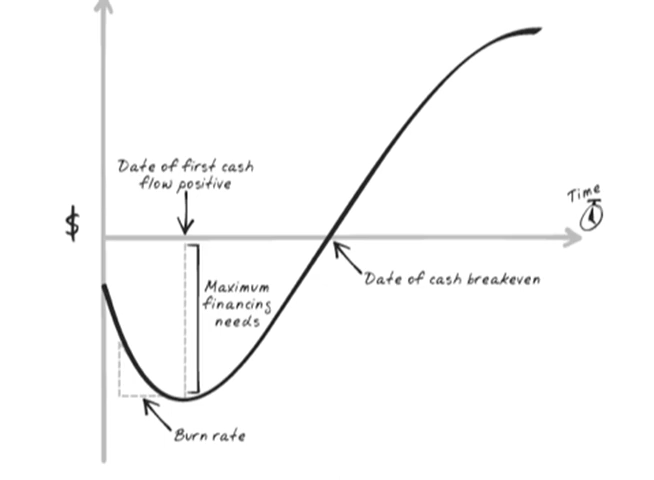 Date of first cash
flow positive
Time
$
Maximum
financing
needs
Date of cash breakeven
Burn rate